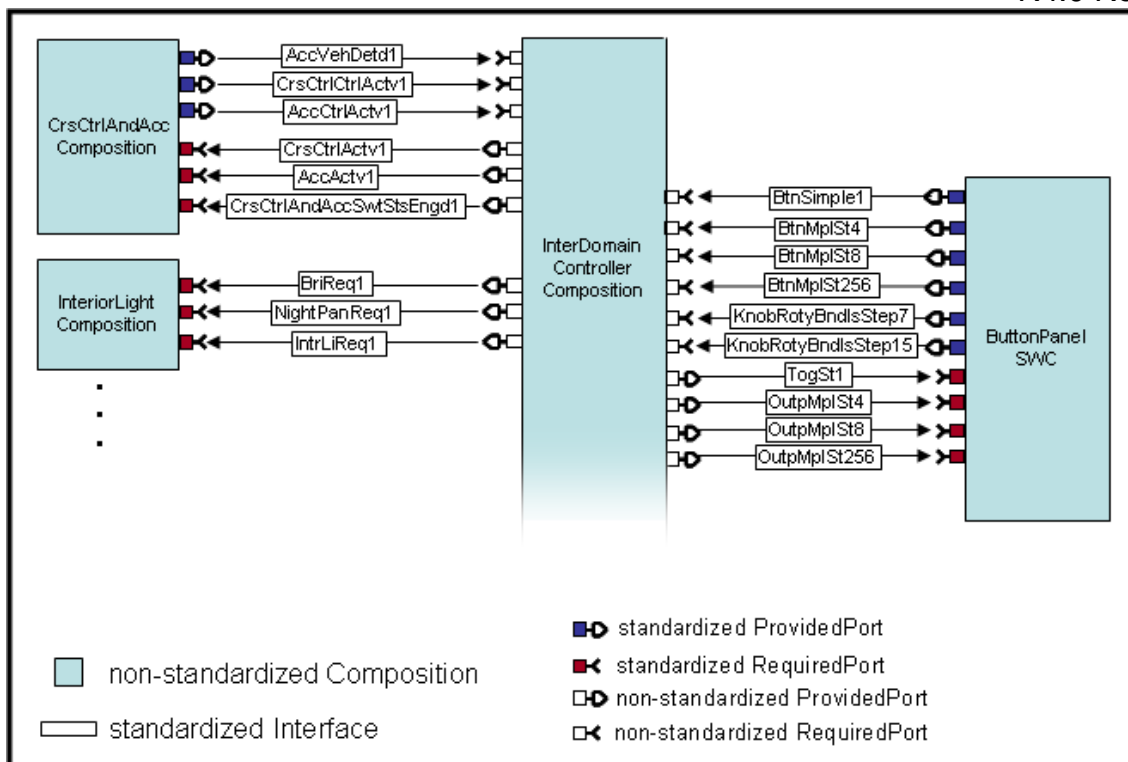 AccVehDetd1
CrsCtrlCtrlActv1
AccCtrlActv1
CrsCtrlAndAcc
Composition
CrsCtrlActv1
AccActv1
CrsCtrlAndAccSwtStsEngd1
InteriorLight
Composition
BriReq1
NightPanReq1
IntrLiReq1
InterDomain
Controller
Composition
BtnSimple1
BtnMplSt4
BtnMplSt8
BtnMplSt256
KnobRotyBndlsStep7
KnobRotyBndlsStep15
TogSt1
OutpMplSt4
OutpMplSt8
OutpMplSt256
ButtonPanel
SWC
non-standardized Composition
standardized Interface
standardized ProvidedPort
standardized RequiredPort
non-standardized ProvidedPort
non-standardized RequiredPort